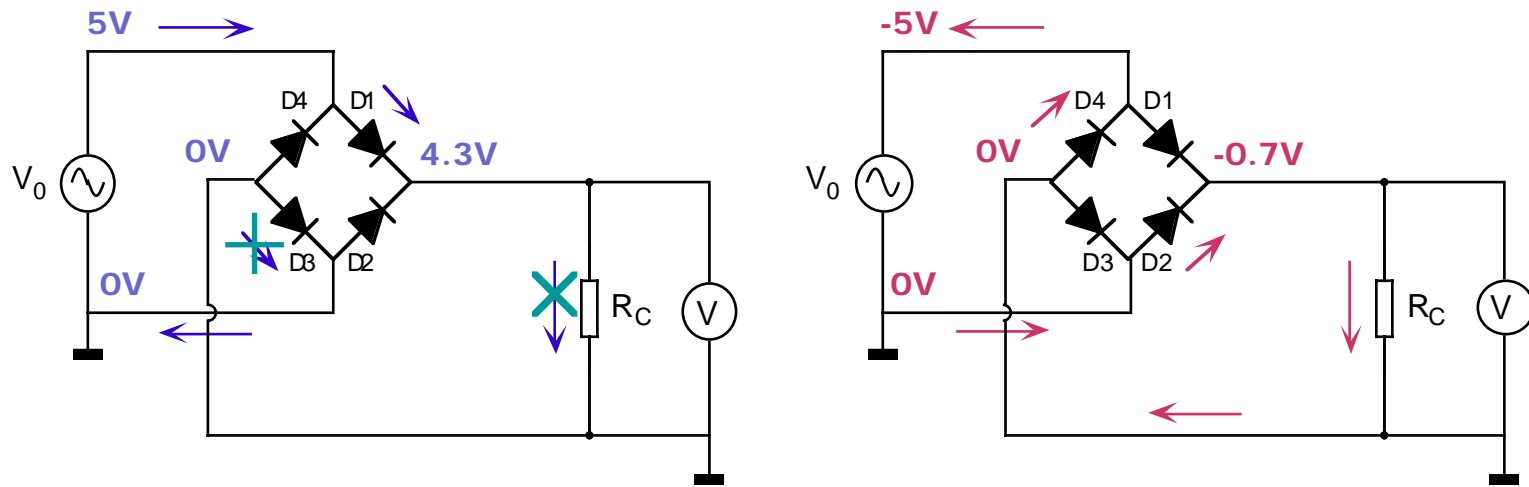 5V
D4 D1
0V
4.3V
V0
D3 D2
0V
RC
V
-5V
D4 D1
0V
-0.7V
V0
D3 D2
0V
RC
V